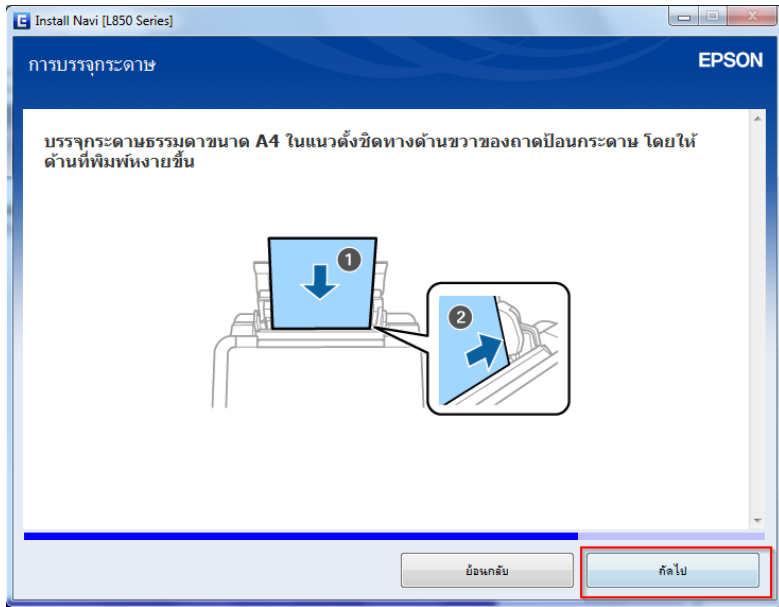 Install Navi [L850 Series]
การบรรจุกระดาษ
EPSON
บรรจุกระดาษธรรมดาขนาด A4 ในแนวตั้งชิดทางด้านขวาของถาดป้อนกระดาษ โดยให้
ด้านที่พิมพ์หงายขึ้น
1
2
ย้อนกลับ
ถัดไป